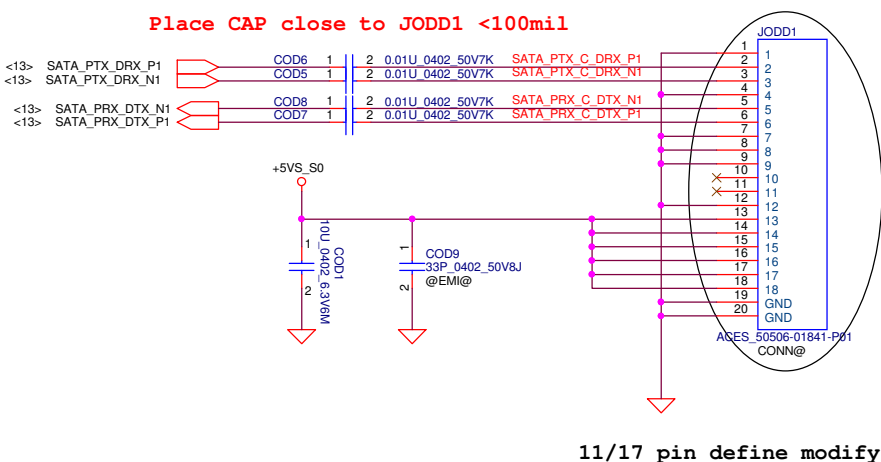 Place CAP close to JODD1 <100mil
JODD1
<13> SATA_PTX_DRX_P1 COD6 1 2 0.01U_0402_50V7K SATA_PTX_C_DRX_P1
<13> SATA_PTX_DRX_N1 COD5 1 2 0.01U_0402_50V7K SATA_PTX_C_DRX_N1
<13> SATA_PRX_DTX_N1 COD8 1 2 0.01U_0402_50V7K SATA_PRX_C_DTX_N1
<13> SATA_PRX_DTX_P1 COD7 1 2 0.01U_0402_50V7K SATA_PRX_C_DTX_P1
1 1
2 2
3 3
4 4
5 5
6 6
7 7
8 8
9 9
10 10
11 11
12 12
13 13
14 14
15 15
16 16
17 17
18 18
19 GND
20 GND
ACES_50506-01841-P01
CONN@
+5VS_S0
1
2
COD1
10U_0402_6.3V6M
1
2
COD9
33P_0402_50V8J
@EMI@
11/17 pin define modify